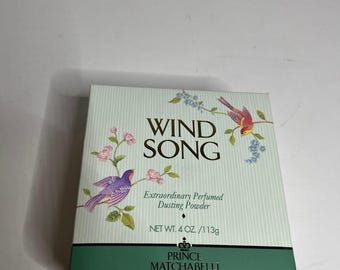 WIND
SONG
Extraordinary Perfumed
Dusting Powder
NET WT. 4 OZ. /113g
PRINCE
MATCHABELLI